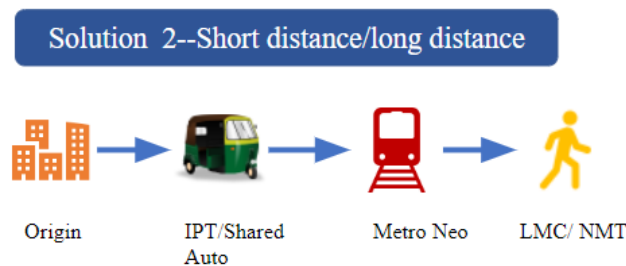 Solution 2--Short distance/long distance
Origin
IPT/Shared
Auto
Metro Neo
LMC/ NMT